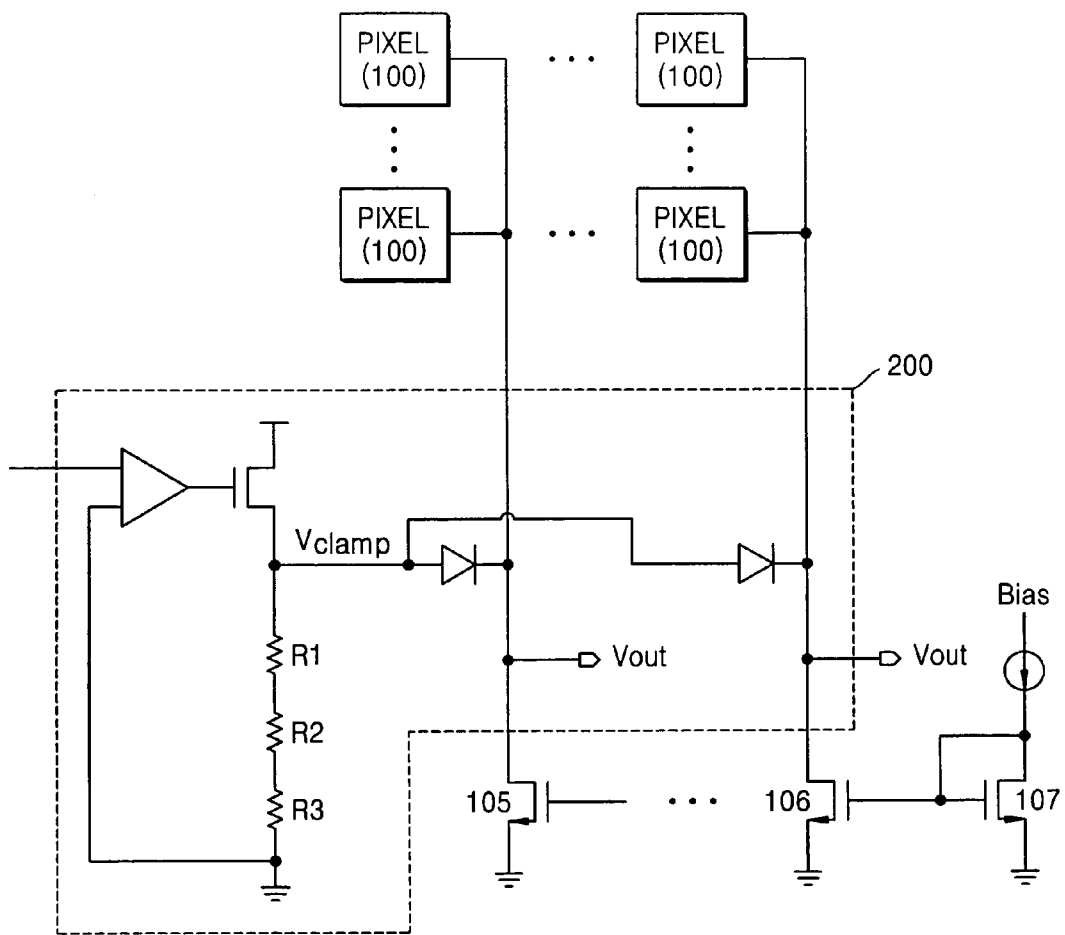 PIXEL
(100)
PIXEL
(100)
PIXEL
(100)
PIXEL
(100)
200
Vclamp
Bias
R1
Vout
Vout
R2
R3
105
106
107